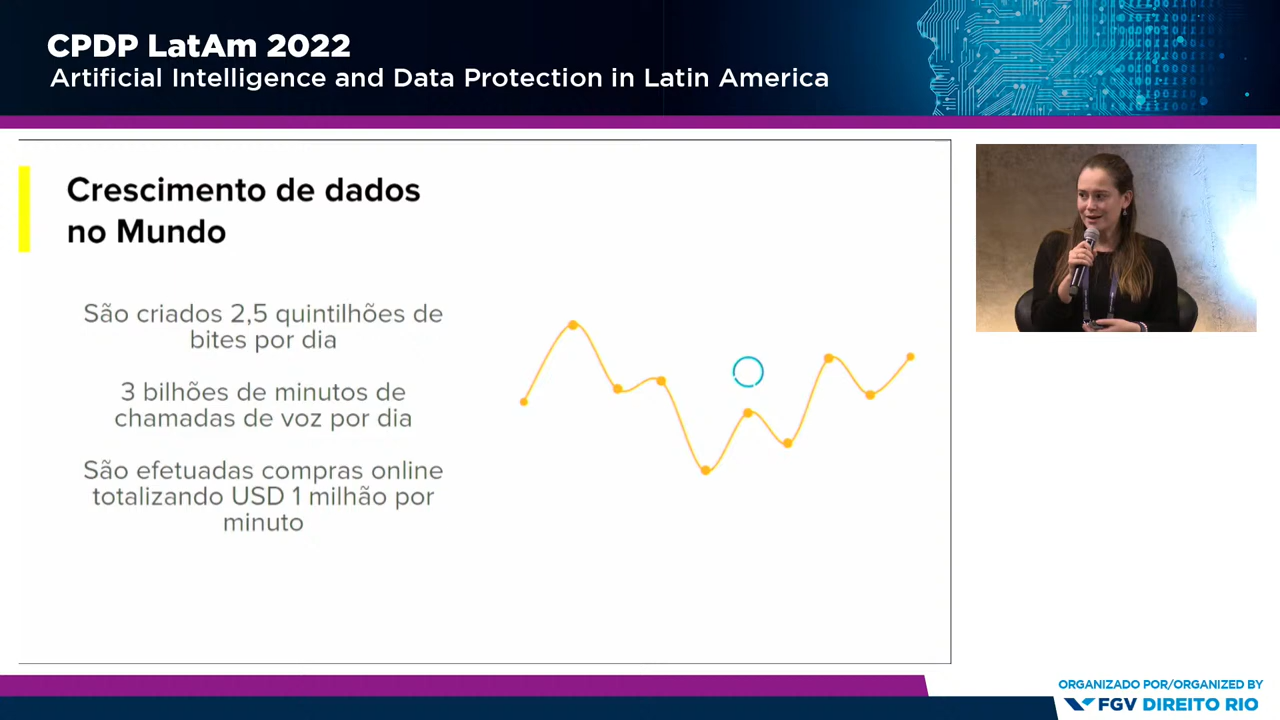 CPDP LatAm 2022
Artificial Intelligence and Data Protection in Latin America
Crescimento de dados
no Mundo
São criados 2,5 quintilhões de
bites por dia
3 bilhões de minutos de
chamadas de voz por dia
São efetuadas compras online
totalizando USD 1 milhão por
minuto
ORGANIZADO POR/ORGANIZED BY
FGV DIREITO RIO